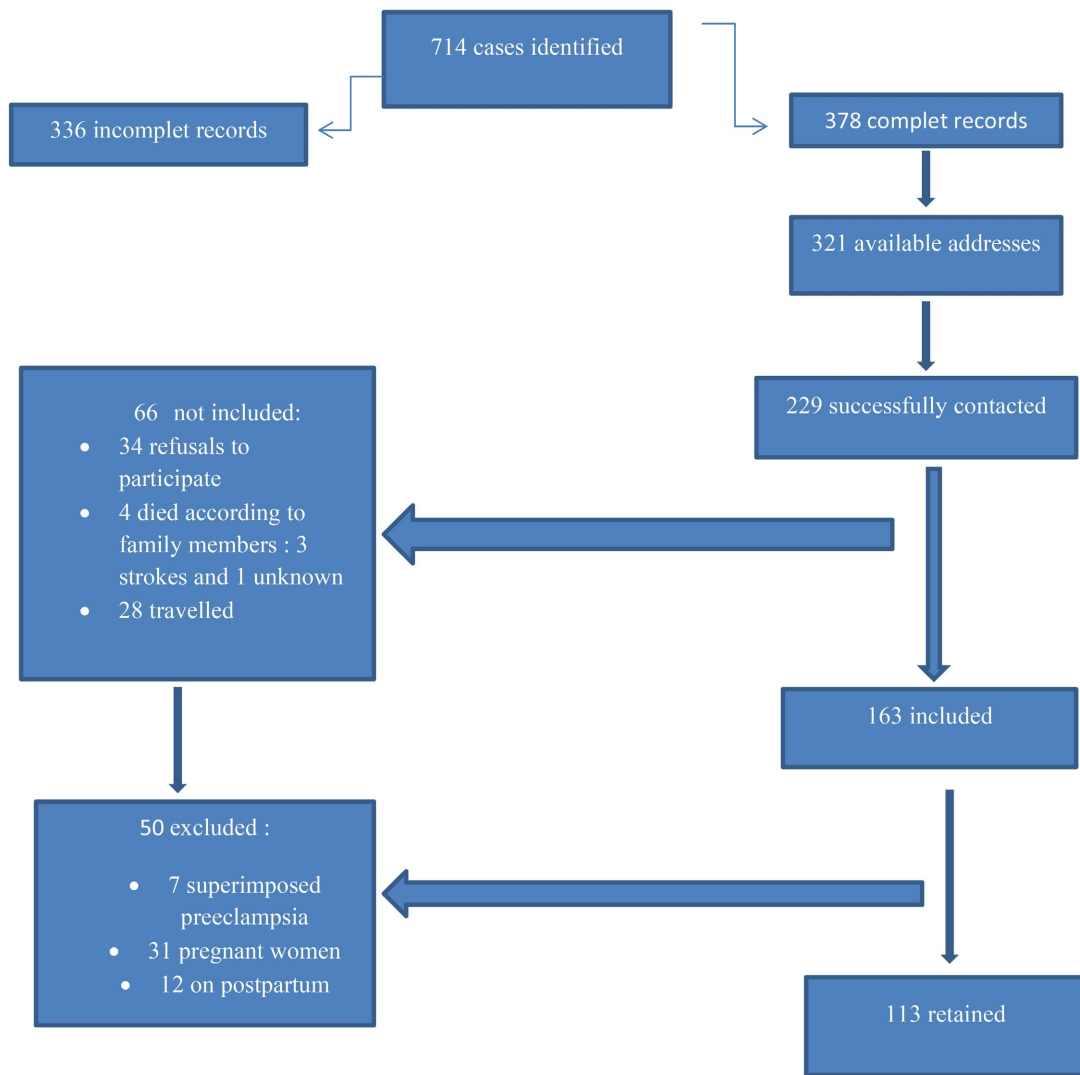 714 cases identified
336 incomplet records
378 complet records
321 available addresses
229 successfully contacted
66 not included:
• 34 refusals to
participate
• 4 died according to
family members : 3
strokes and 1 unknown
• 28 travelled
163 included
50 excluded :
• 7 superimposed
preeclampsia
• 31 pregnant women
• 12 on postpartum
113 retained